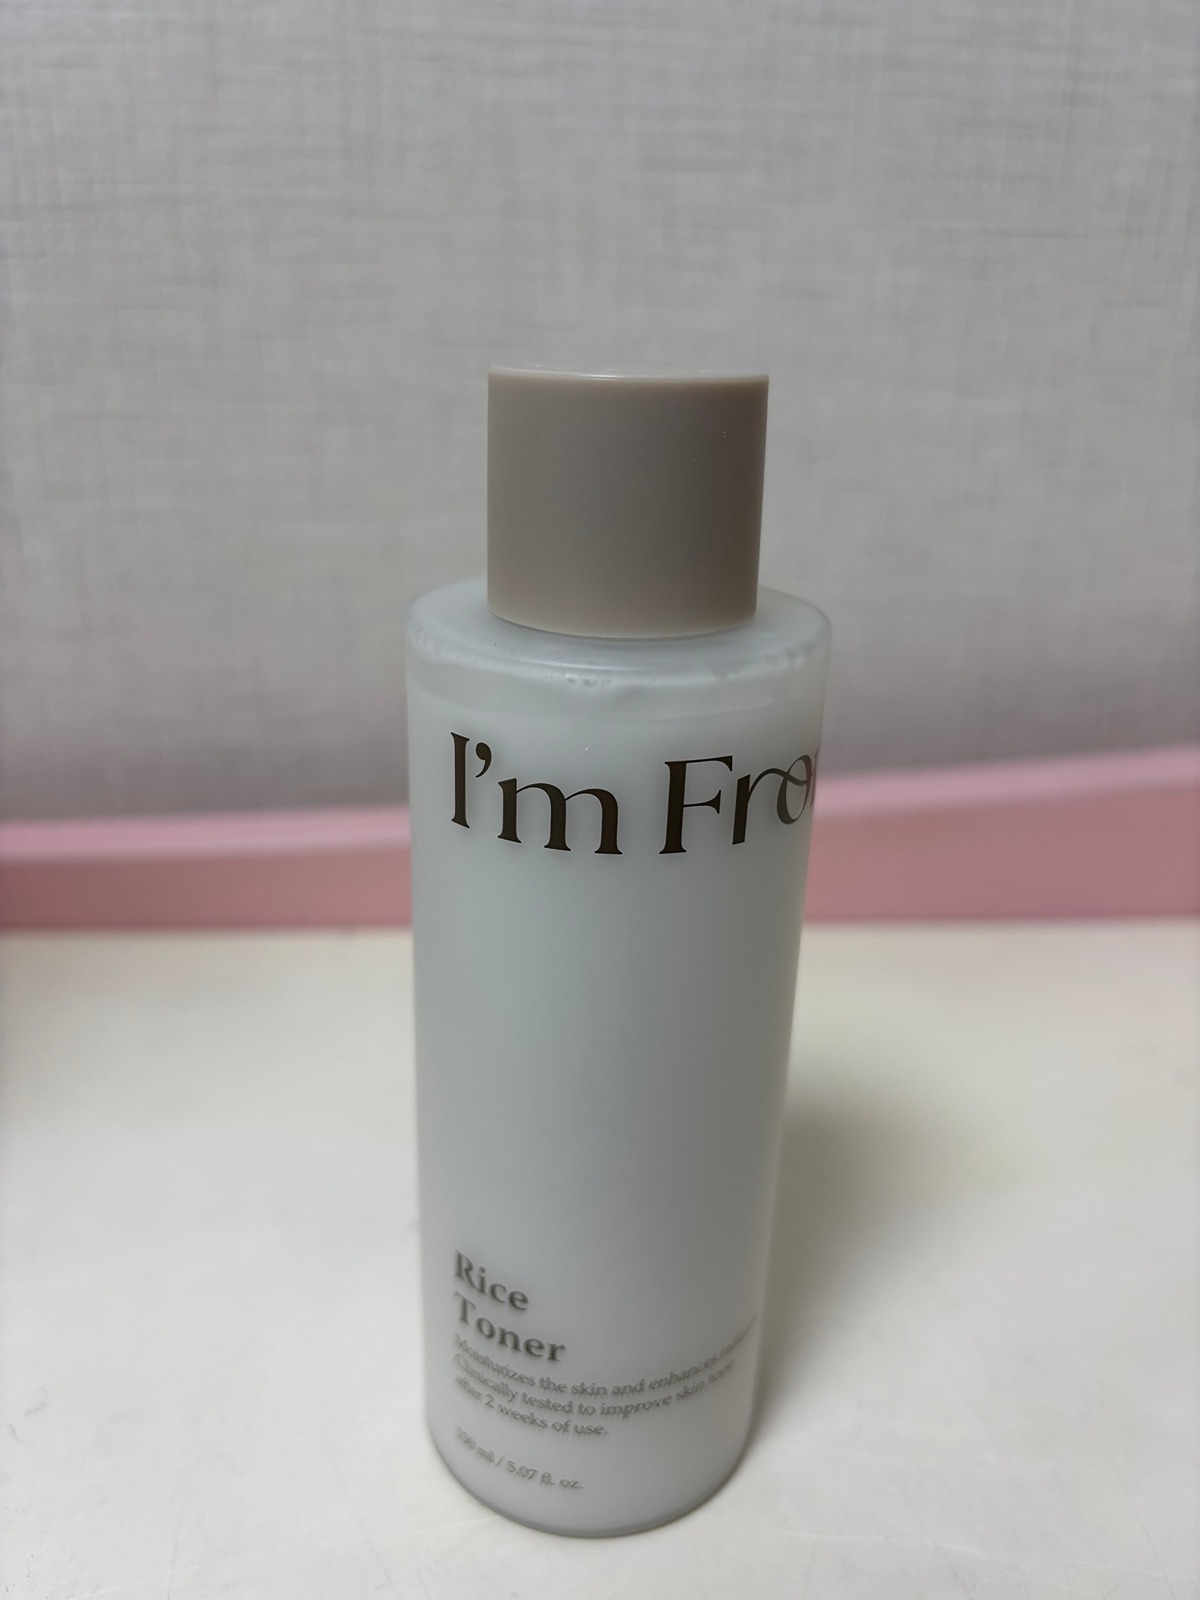 I'm From
Rice
Toner
Moisturizes the skin and enhances
Clinically tested to improve skin tone
after 2 weeks of use.
150 ml / 5.07 fl. oz.